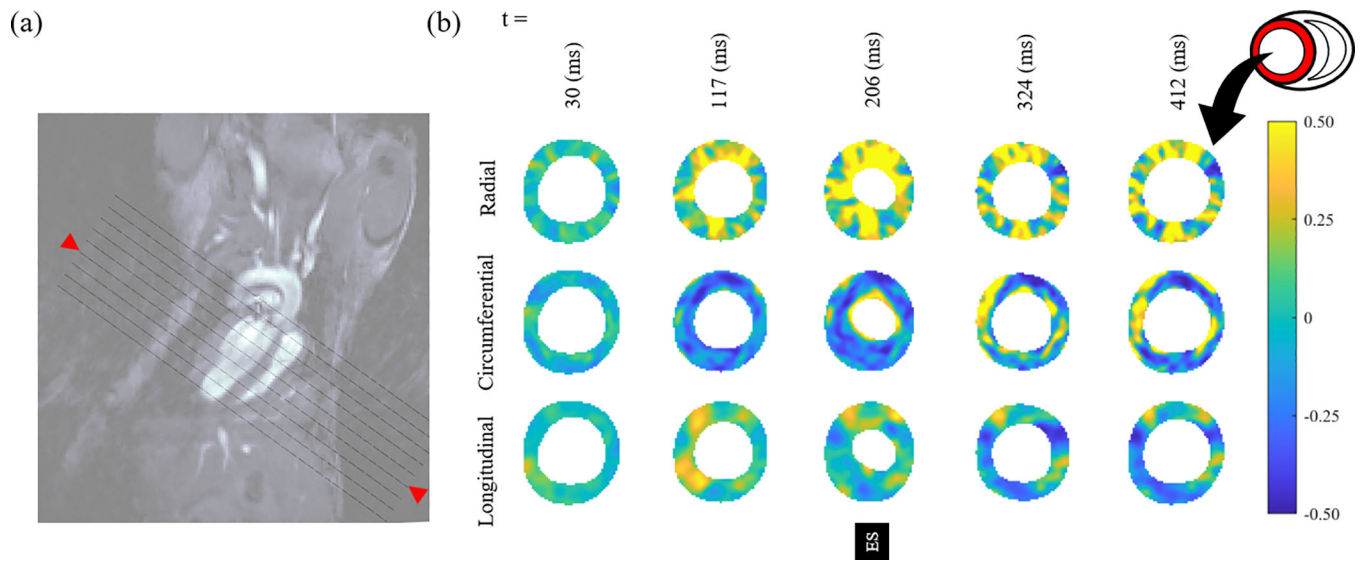 (a)
(b)
t =
30 (ms)
117 (ms)
206 (ms)
324 (ms)
412 (ms)
Radial
Circumferential
Longitudinal
ES
0.50
0.25
0
-0.25
-0.50